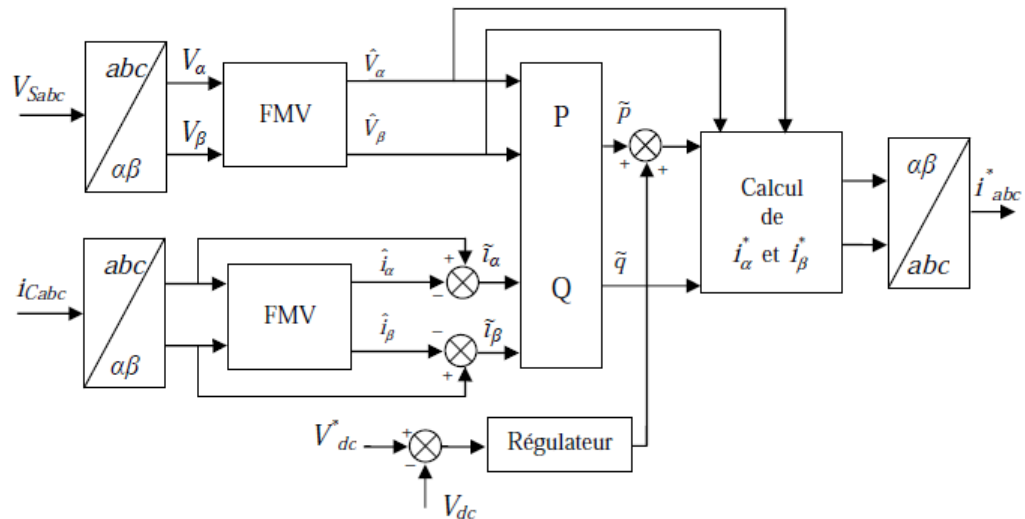 V_Sabc
abc
αβ
V_α
V_β
FMV
V̂_α
V̂_β
P
Q
p̃
+
+
q̃
Calcul
de
i*_α et i*_β
αβ
abc
i*_abc
i_Cabc
abc
αβ
FMV
î_α
î_β
+
−
−
+
ĩ_α
ĩ_β
V*_dc
+
−
V_dc
Régulateur